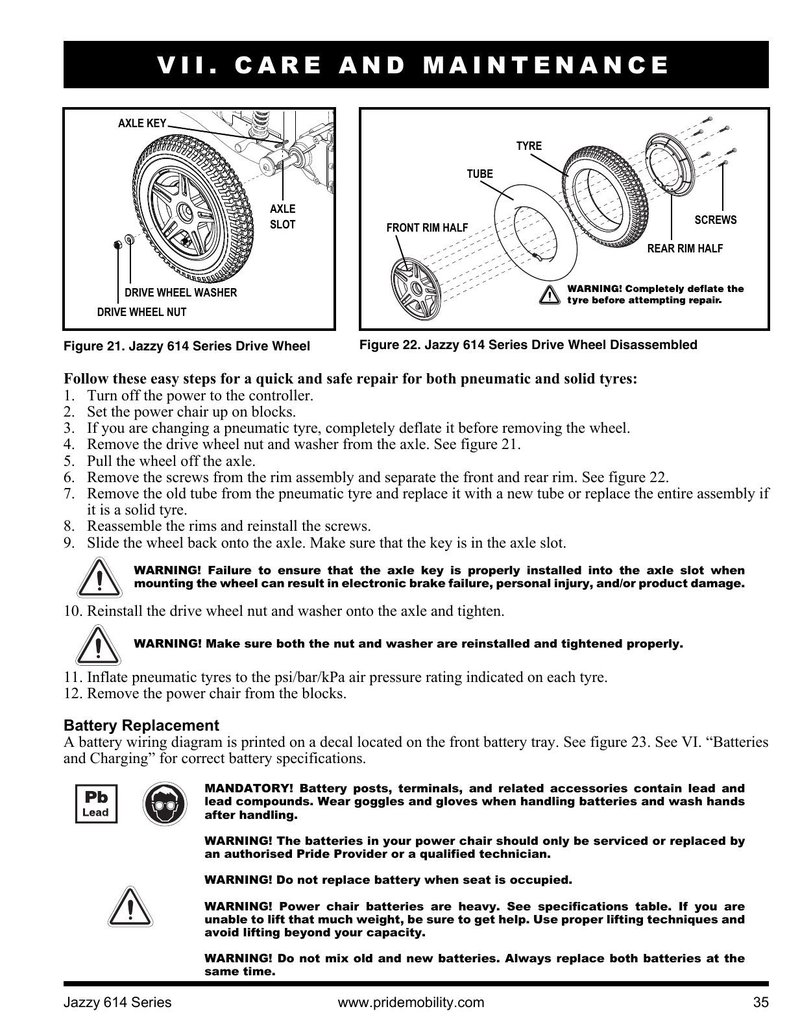 VII. CARE AND MAINTENANCE
AXLE KEY
AXLE
SLOT
DRIVE WHEEL WASHER
DRIVE WHEEL NUT
TYRE
TUBE
FRONT RIM HALF
SCREWS
REAR RIM HALF
WARNING! Completely deflate the
tyre before attempting repair.
Figure 21. Jazzy 614 Series Drive Wheel
Figure 22. Jazzy 614 Series Drive Wheel Disassembled
Follow these easy steps for a quick and safe repair for both pneumatic and solid tyres:
1. Turn off the power to the controller.
2. Set the power chair up on blocks.
3. If you are changing a pneumatic tyre, completely deflate it before removing the wheel.
4. Remove the drive wheel nut and washer from the axle. See figure 21.
5. Pull the wheel off the axle.
6. Remove the screws from the rim assembly and separate the front and rear rim. See figure 22.
7. Remove the old tube from the pneumatic tyre and replace it with a new tube or replace the entire assembly if
it is a solid tyre.
8. Reassemble the rims and reinstall the screws.
9. Slide the wheel back onto the axle. Make sure that the key is in the axle slot.
WARNING! Failure to ensure that the axle key is properly installed into the axle slot when
mounting the wheel can result in electronic brake failure, personal injury, and/or product damage.
10. Reinstall the drive wheel nut and washer onto the axle and tighten.
WARNING! Make sure both the nut and washer are reinstalled and tightened properly.
11. Inflate pneumatic tyres to the psi/bar/kPa air pressure rating indicated on each tyre.
12. Remove the power chair from the blocks.
Battery Replacement
A battery wiring diagram is printed on a decal located on the front battery tray. See figure 23. See VI. “Batteries
and Charging” for correct battery specifications.
Pb
Lead
MANDATORY! Battery posts, terminals, and related accessories contain lead and
lead compounds. Wear goggles and gloves when handling batteries and wash hands
after handling.
WARNING! The batteries in your power chair should only be serviced or replaced by
an authorised Pride Provider or a qualified technician.
WARNING! Do not replace battery when seat is occupied.
WARNING! Power chair batteries are heavy. See specifications table. If you are
unable to lift that much weight, be sure to get help. Use proper lifting techniques and
avoid lifting beyond your capacity.
WARNING! Do not mix old and new batteries. Always replace both batteries at the
same time.
Jazzy 614 Series
www.pridemobility.com
35